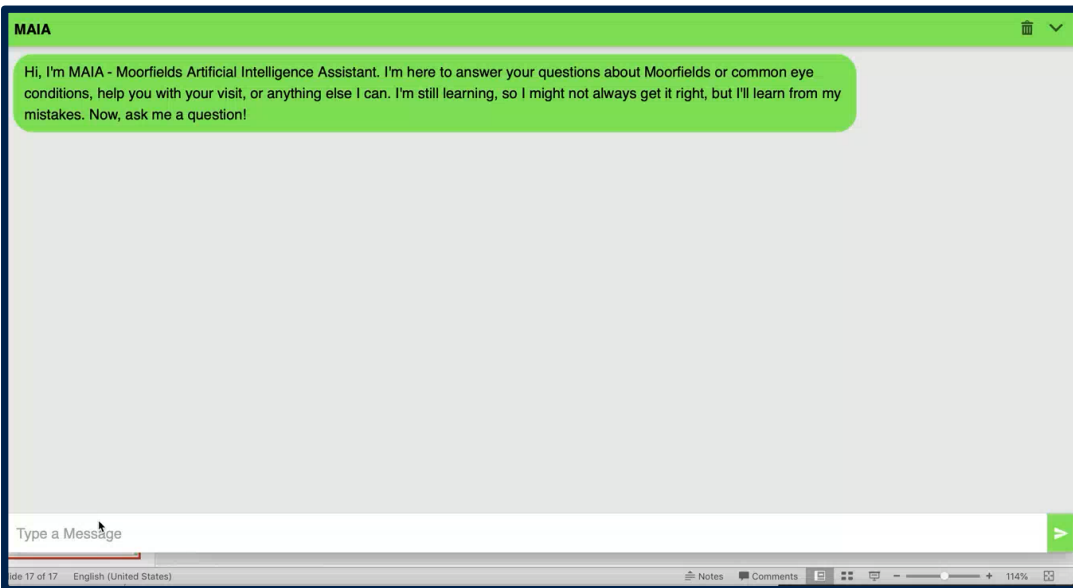 MAIA
Hi, I'm MAIA - Moorfields Artificial Intelligence Assistant. I'm here to answer your questions about Moorfields or common eye
conditions, help you with your visit, or anything else I can. I'm still learning, so I might not always get it right, but I'll learn from my
mistakes. Now, ask me a question!
Type a Message
17 of 17 English (United States) Notes Comments 114%